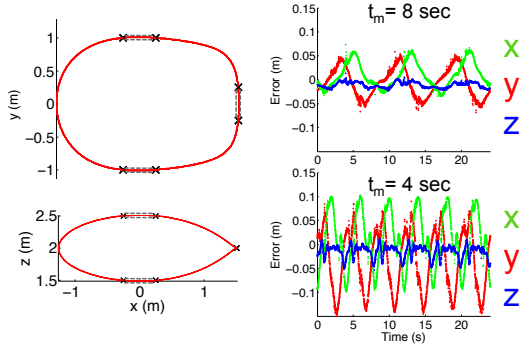 1
0.5
0
−0.5
−1
y (m)
2.5
2
1.5
z (m)
−1
0
1
x (m)
t_m = 8 sec
0.1
0.05
0
−0.05
−0.1
Error (m)
0
5
10
15
20
x
y
z
t_m= 4 sec
0.1
0.05
0
−0.05
−0.1
0.15
Error (m)
0
5
10
15
20
Time (s)
x
y
z